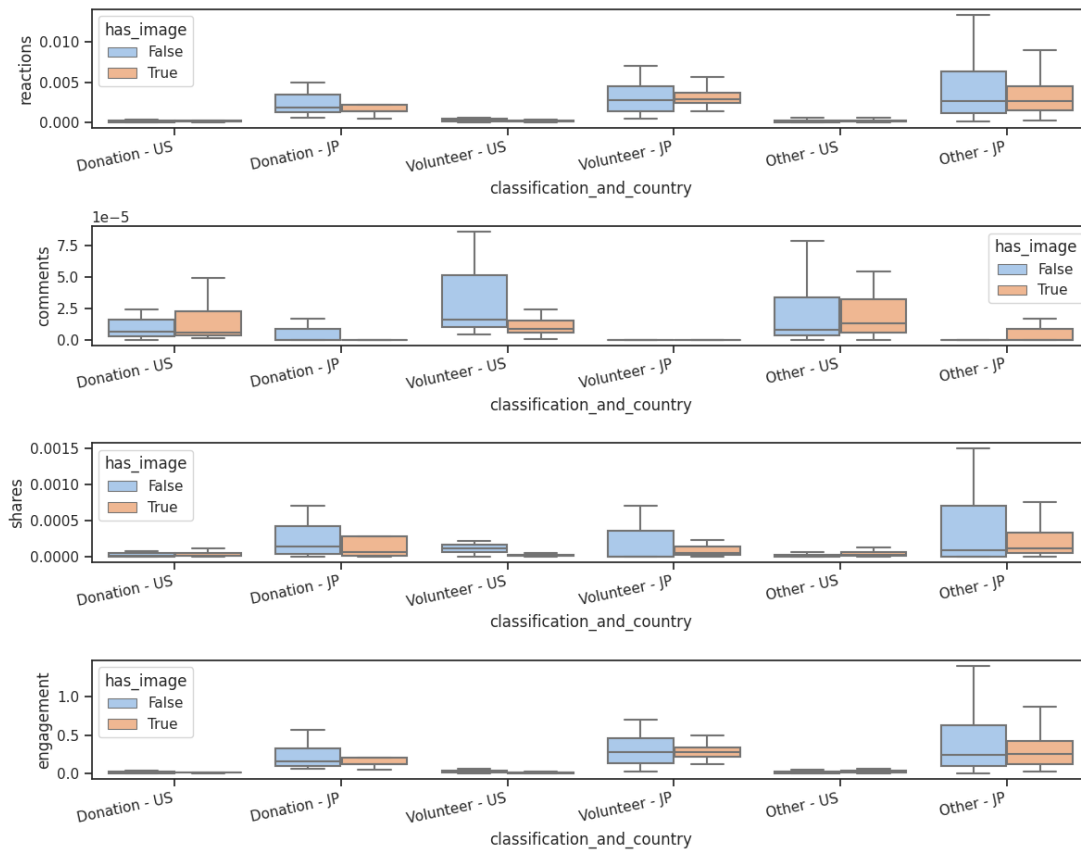 has_image
False
True
0.010
0.005
0.000
reactions
Donation - US
Donation - JP
Volunteer - US
Volunteer - JP
Other - US
Other - JP
classification_and_country
1e−5
has_image
False
True
7.5
5.0
2.5
0.0
comments
Donation - US
Donation - JP
Volunteer - US
Volunteer - JP
Other - US
Other - JP
classification_and_country
0.0015
0.0010
0.0005
0.0000
shares
has_image
False
True
Donation - US
Donation - JP
Volunteer - US
Volunteer - JP
Other - US
Other - JP
classification_and_country
has_image
False
True
1.0
0.5
0.0
engagement
Donation - US
Donation - JP
Volunteer - US
Volunteer - JP
Other - US
Other - JP
classification_and_country